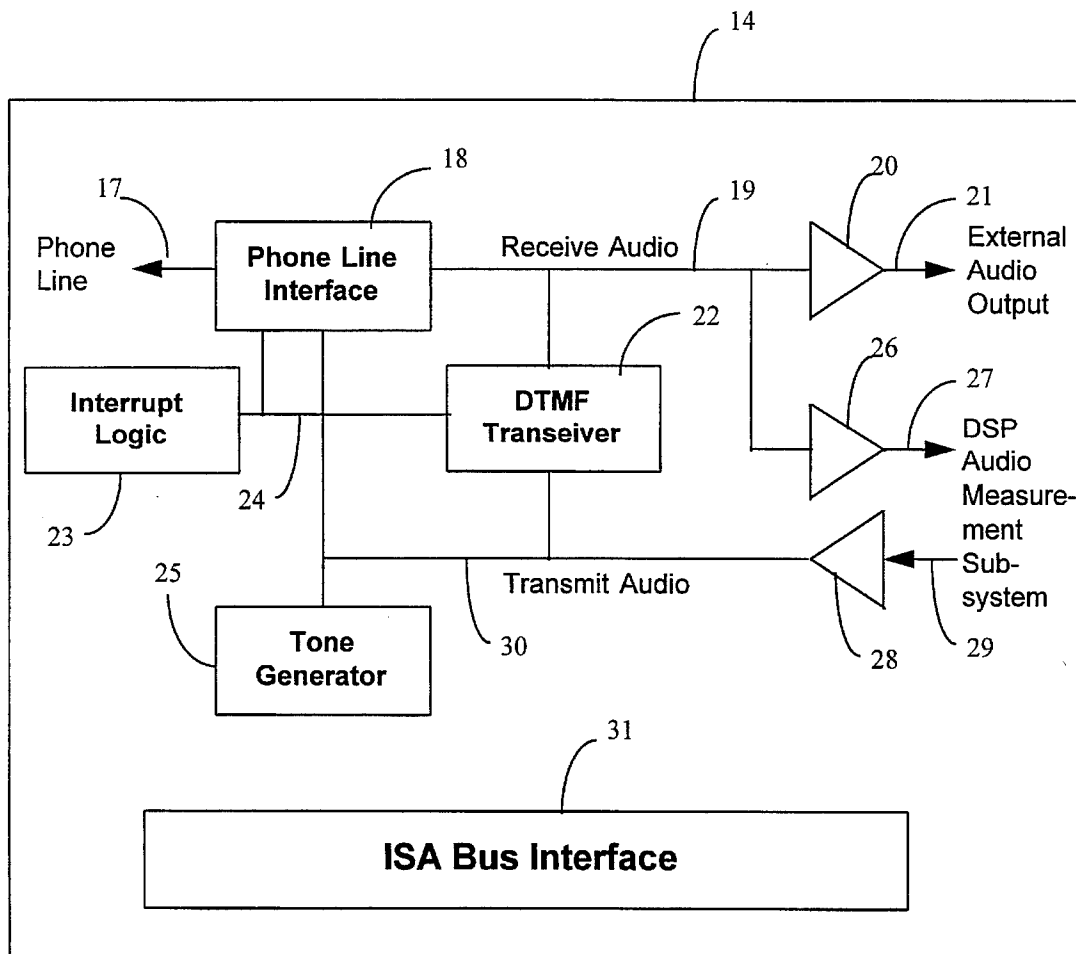 14
17
18
19
20
21
Phone
Line
Phone Line
Interface
Receive Audio
External
Audio
Output
22
26
27
Interrupt
Logic
DTMF
Transeiver
DSP
Audio
Measure-
ment
Sub-
system
23
24
25
Transmit Audio
30
28
29
Tone
Generator
31
ISA Bus Interface